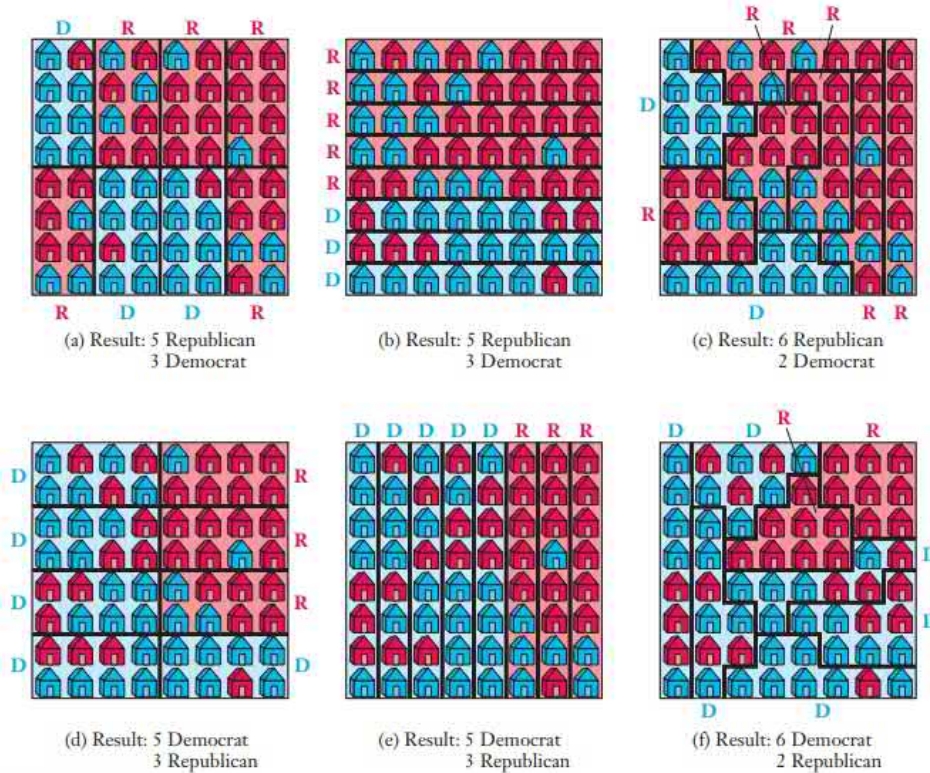 D R R R
R
R R
R
R
R
R
R
D
D
D
D
R
R D D R
D R R
(a) Result: 5 Republican
3 Democrat
(b) Result: 5 Republican
3 Democrat
(c) Result: 6 Republican
2 Democrat
D
D
D
D
R
R
R
D
D D D D D R R R
D D R R
D
D
D D
(d) Result: 5 Democrat
3 Republican
(e) Result: 5 Democrat
3 Republican
(f) Result: 6 Democrat
2 Republican